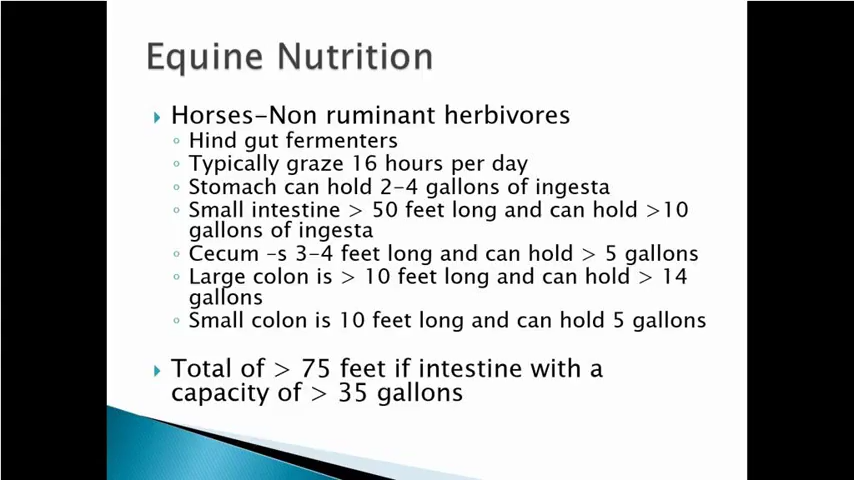 Equine Nutrition
Horses-Non ruminant herbivores
Hind gut fermenters
Typically graze 16 hours per day
Stomach can hold 2-4 gallons of ingesta
Small intestine > 50 feet long and can hold >10
gallons of ingesta
Cecum -s 3-4 feet long and can hold > 5 gallons
Large colon is > 10 feet long and can hold > 14
gallons
Small colon is 10 feet long and can hold 5 gallons
Total of > 75 feet if intestine with a
capacity of > 35 gallons